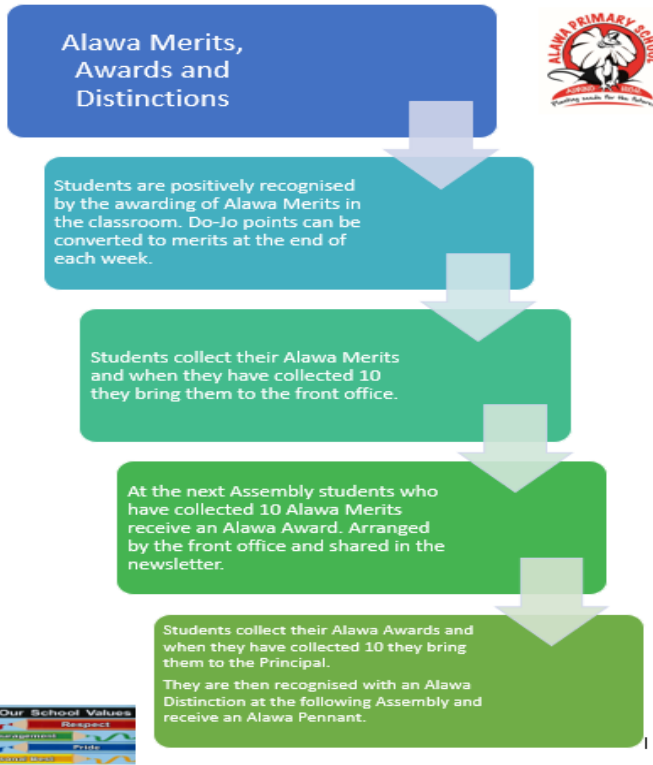 Alawa Merits,
Awards and
Distinctions
ALAWA PRIMARY SCHOOL
Planting seeds for the future
Students are positively recognised
by the awarding of Alawa Merits in
the classroom. Do-Jo points can be
converted to merits at the end of
each week.
Students collect their Alawa Merits
and when they have collected 10
they bring them to the front office.
At the next Assembly students who
have collected 10 Alawa Merits
receive an Alawa Award. Arranged
by the front office and shared in the
newsletter.
Students collect their Alawa Awards and
when they have collected 10 they bring
them to the Principal.
They are then recognised with an Alawa
Distinction at the following Assembly and
receive an Alawa Pennant.
Our School Values
Respect
Pride